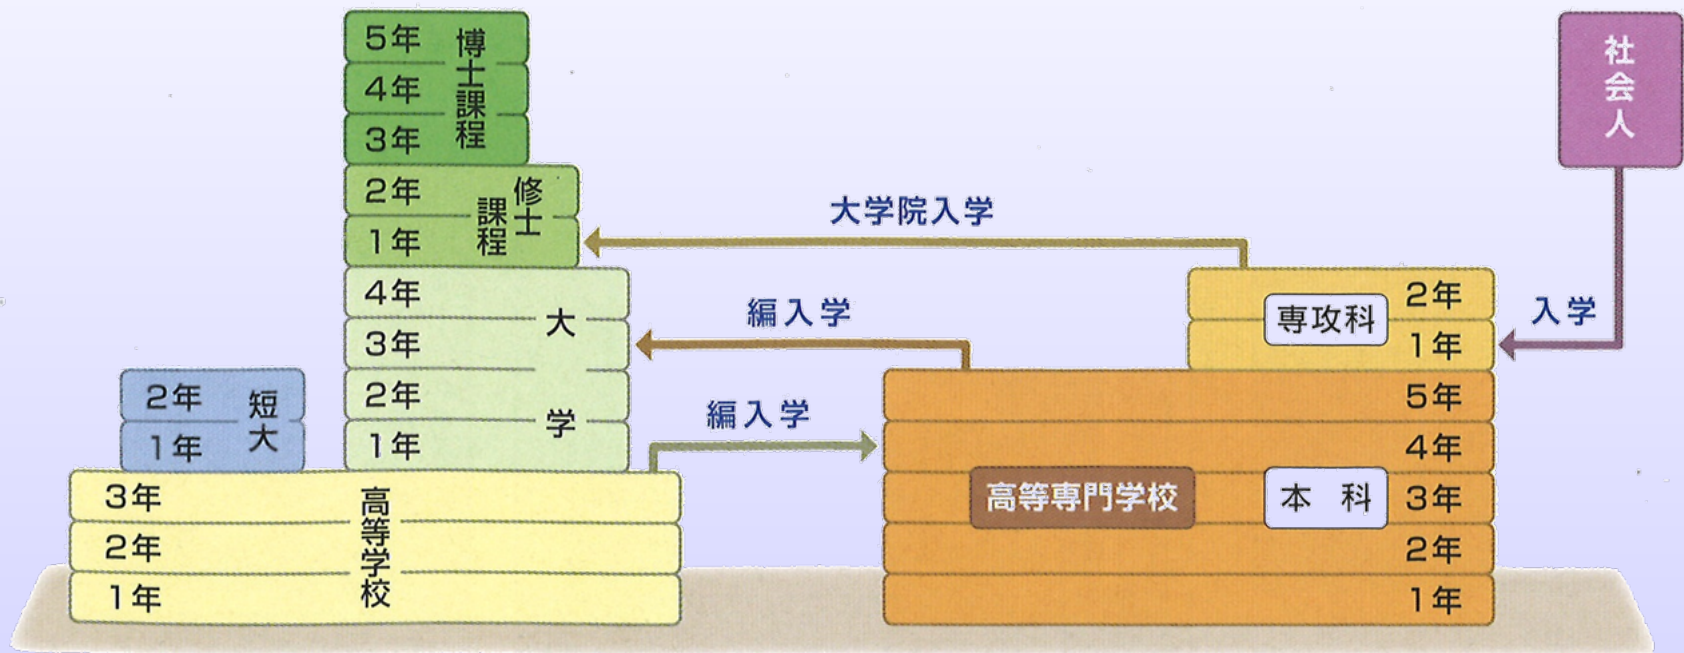 5年
4年
3年
博士課程
2年
1年
修士
課程
4年
3年
2年
1年
大学
2年
1年
短大
3年
2年
1年
高等学校
大学院入学
編入学
編入学
社会人
入学
2年
1年
専攻科
5年
4年
3年
2年
1年
高等専門学校
本科